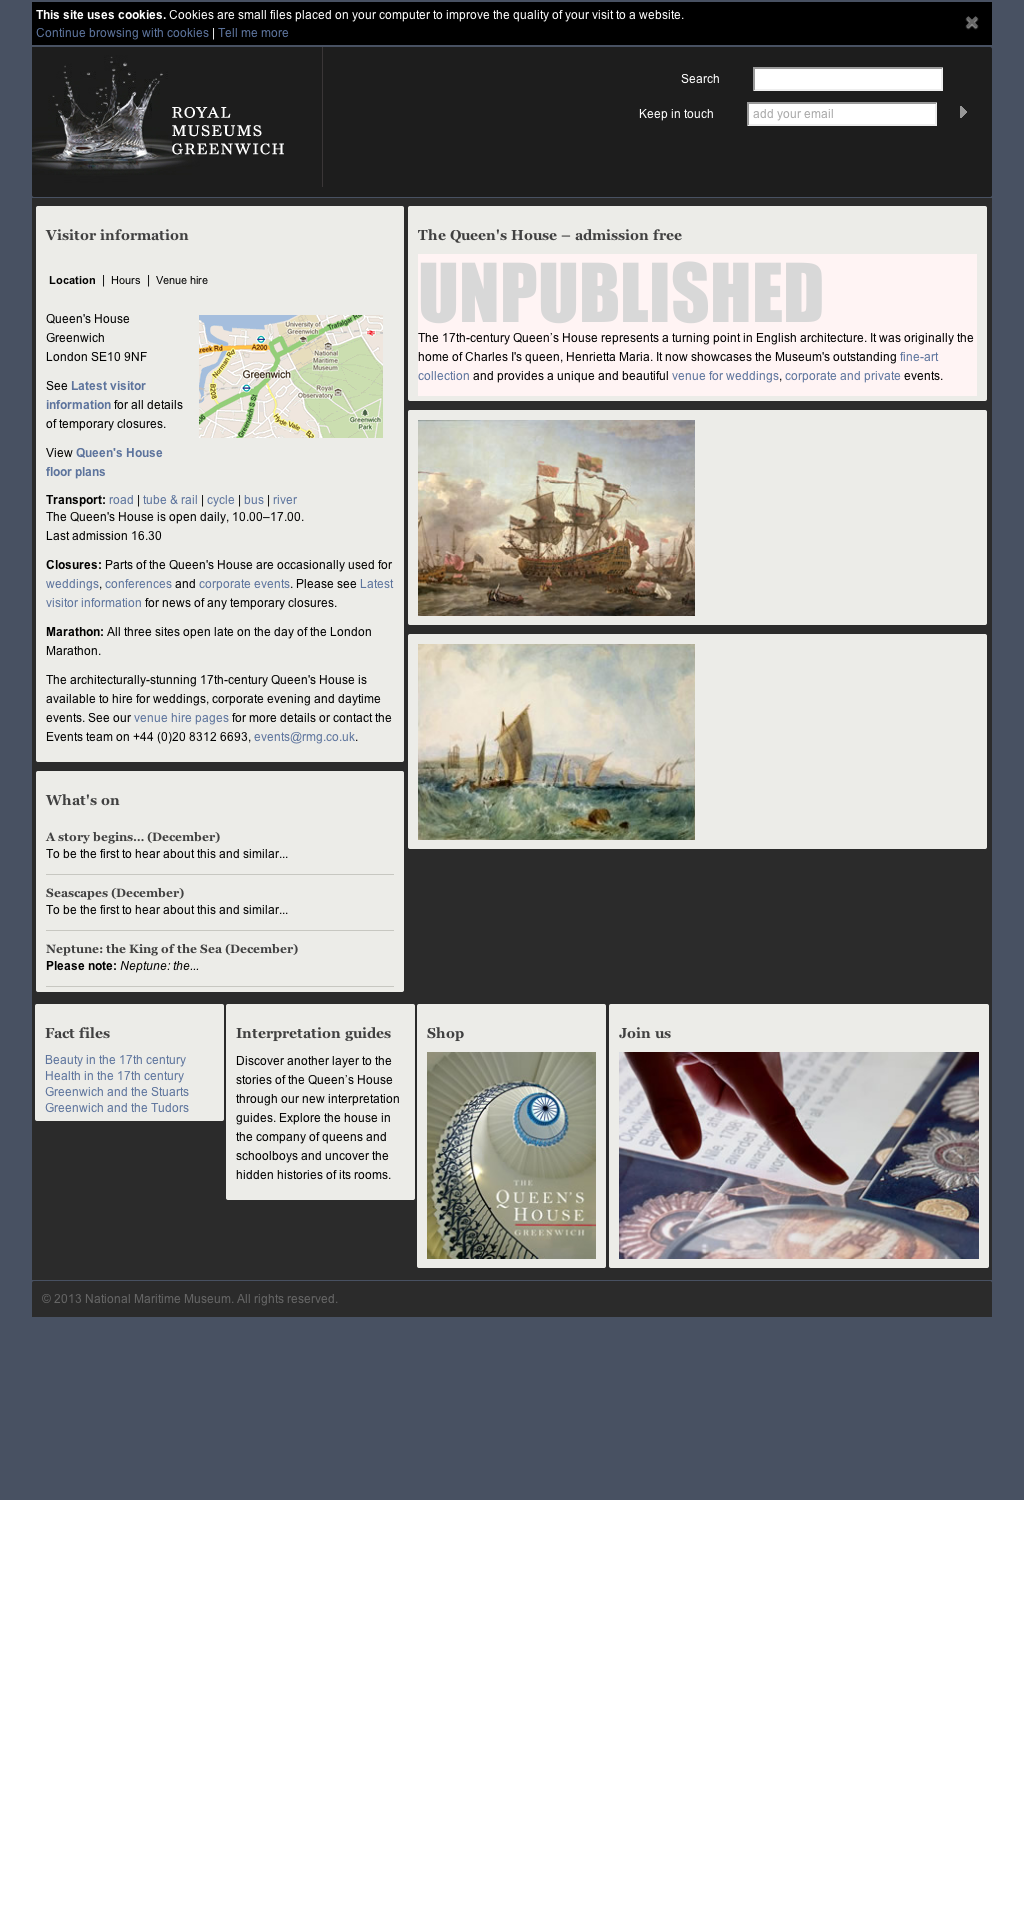 This site uses cookies. Cookies are small files placed on your computer to improve the quality of your visit to a website.
Continue browsing with cookies | Tell me more
ROYAL
MUSEUMS
GREENWICH
Search
Keep in touch
add your email
Visitor information
Location | Hours | Venue hire
Queen's House
Greenwich
London SE10 9NF
See Latest visitor
information for all details
of temporary closures.
View Queen's House
floor plans
University of
Greenwich
Trafalgar Rd
reek Rd
A200
Norman Rd
B208
National
Maritime
Museum
Greenwich
Royal
Observatory
Greenwich S St
Hyde Vale
Greenwich
Park
Transport: road | tube & rail | cycle | bus | river
The Queen's House is open daily, 10.00–17.00.
Last admission 16.30
Closures: Parts of the Queen's House are occasionally used for
weddings, conferences and corporate events. Please see Latest
visitor information for news of any temporary closures.
Marathon: All three sites open late on the day of the London
Marathon.
The architecturally-stunning 17th-century Queen's House is
available to hire for weddings, corporate evening and daytime
events. See our venue hire pages for more details or contact the
Events team on +44 (0)20 8312 6693, events@rmg.co.uk.
What's on
A story begins... (December)
To be the first to hear about this and similar...
Seascapes (December)
To be the first to hear about this and similar...
Neptune: the King of the Sea (December)
Please note: Neptune: the...
The Queen's House – admission free
UNPUBLISHED
The 17th-century Queen’s House represents a turning point in English architecture. It was originally the
home of Charles I's queen, Henrietta Maria. It now showcases the Museum's outstanding fine-art
collection and provides a unique and beautiful venue for weddings, corporate and private events.
Fact files
Beauty in the 17th century
Health in the 17th century
Greenwich and the Stuarts
Greenwich and the Tudors
Interpretation guides
Discover another layer to the
stories of the Queen’s House
through our new interpretation
guides. Explore the house in
the company of queens and
schoolboys and uncover the
hidden histories of its rooms.
Shop
THE
QUEEN'S
HOUSE
GREENWICH
Join us
© 2013 National Maritime Museum. All rights reserved.